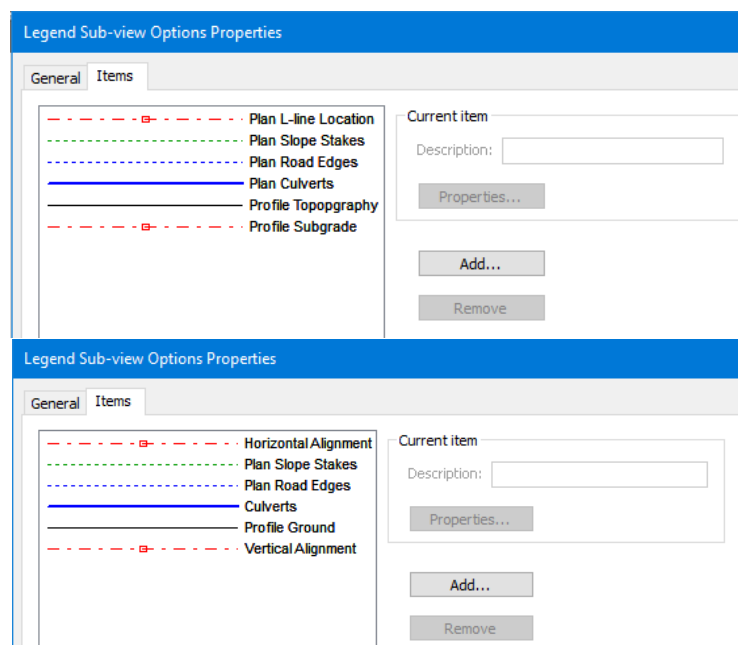 Legend Sub-view Options Properties
General Items
Plan L-line Location
Plan Slope Stakes
Plan Road Edges
Plan Culverts
Profile Topopgraphy
Profile Subgrade
Current item
Description:
Properties...
Add...
Remove
Legend Sub-view Options Properties
General Items
Horizontal Alignment
Plan Slope Stakes
Plan Road Edges
Culverts
Profile Ground
Vertical Alignment
Current item
Description:
Properties...
Add...
Remove